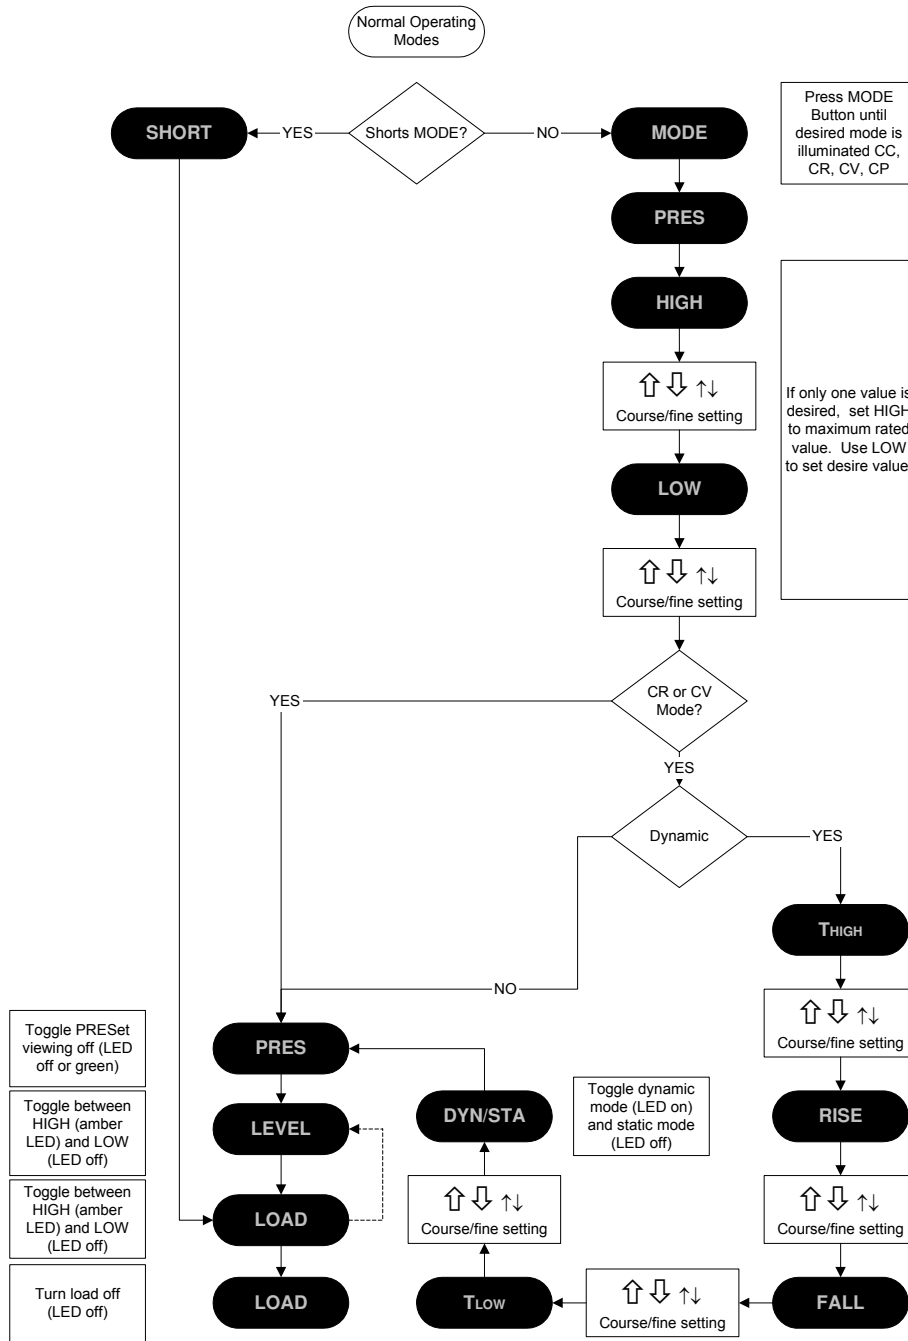 Normal Operating
Modes
SHORT
YES
Shorts MODE?
NO
MODE
Press MODE
Button until
desired mode is
illuminated CC,
CR, CV, CP
PRES
HIGH
⇧ ⇩ ↑↓
Course/fine setting
If only one value is
desired, set HIGH
to maximum rated
value. Use LOW
to set desire value
LOW
⇧ ⇩ ↑↓
Course/fine setting
CR or CV
Mode?
YES
YES
Dynamic
YES
NO
THIGH
⇧ ⇩ ↑↓
Course/fine setting
RISE
⇧ ⇩ ↑↓
Course/fine setting
FALL
⇧ ⇩ ↑↓
Course/fine setting
TLOW
⇧ ⇩ ↑↓
Course/fine setting
DYN/STA
Toggle dynamic
mode (LED on)
and static mode
(LED off)
Toggle PRESet
viewing off (LED
off or green)
PRES
Toggle between
HIGH (amber
LED) and LOW
(LED off)
LEVEL
Toggle between
HIGH (amber
LED) and LOW
(LED off)
LOAD
Turn load off
(LED off)
LOAD